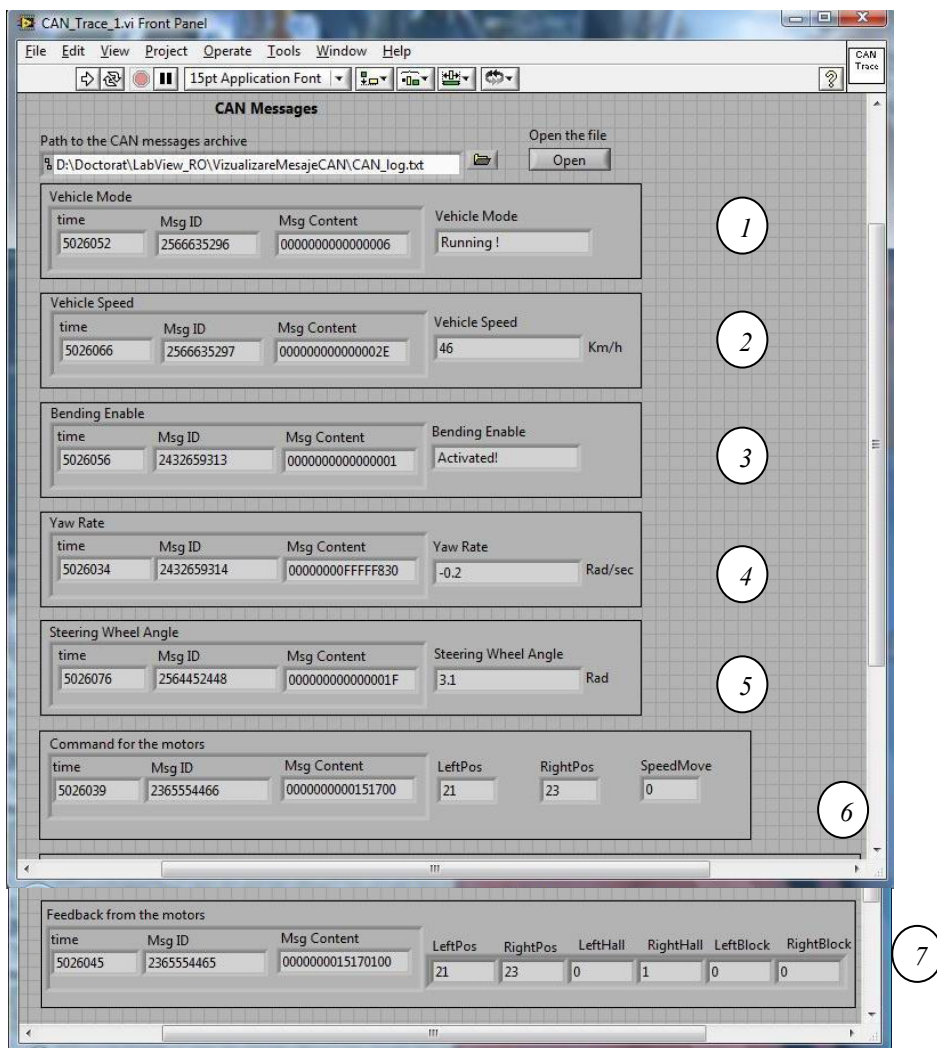 CAN_Trace_1.vi Front Panel
File Edit View Project Operate Tools Window Help
15pt Application Font
CAN Trace
CAN Messages
Path to the CAN messages archive
Open the file
D:\Doctorat\LabView_RO\VizualizareMesajeCAN\CAN_log.txt
Open
Vehicle Mode
time Msg ID Msg Content Vehicle Mode
5026052 2566635296 0000000000000006 Running !
1
Vehicle Speed
time Msg ID Msg Content Vehicle Speed
5026066 2566635297 000000000000002E 46 Km/h
2
Bending Enable
time Msg ID Msg Content Bending Enable
5026056 2432659313 0000000000000001 Activated!
3
Yaw Rate
time Msg ID Msg Content Yaw Rate
5026034 2432659314 00000000FFFFF830 -0.2 Rad/sec
4
Steering Wheel Angle
time Msg ID Msg Content Steering Wheel Angle
5026076 2564452448 000000000000001F 3.1 Rad
5
Command for the motors
time Msg ID Msg Content LeftPos RightPos SpeedMove
5026039 2365554466 0000000000151700 21 23 0
6
Feedback from the motors
time Msg ID Msg Content LeftPos RightPos LeftHall RightHall LeftBlock RightBlock
5026045 2365554465 0000000015170100 21 23 0 1 0 0
7